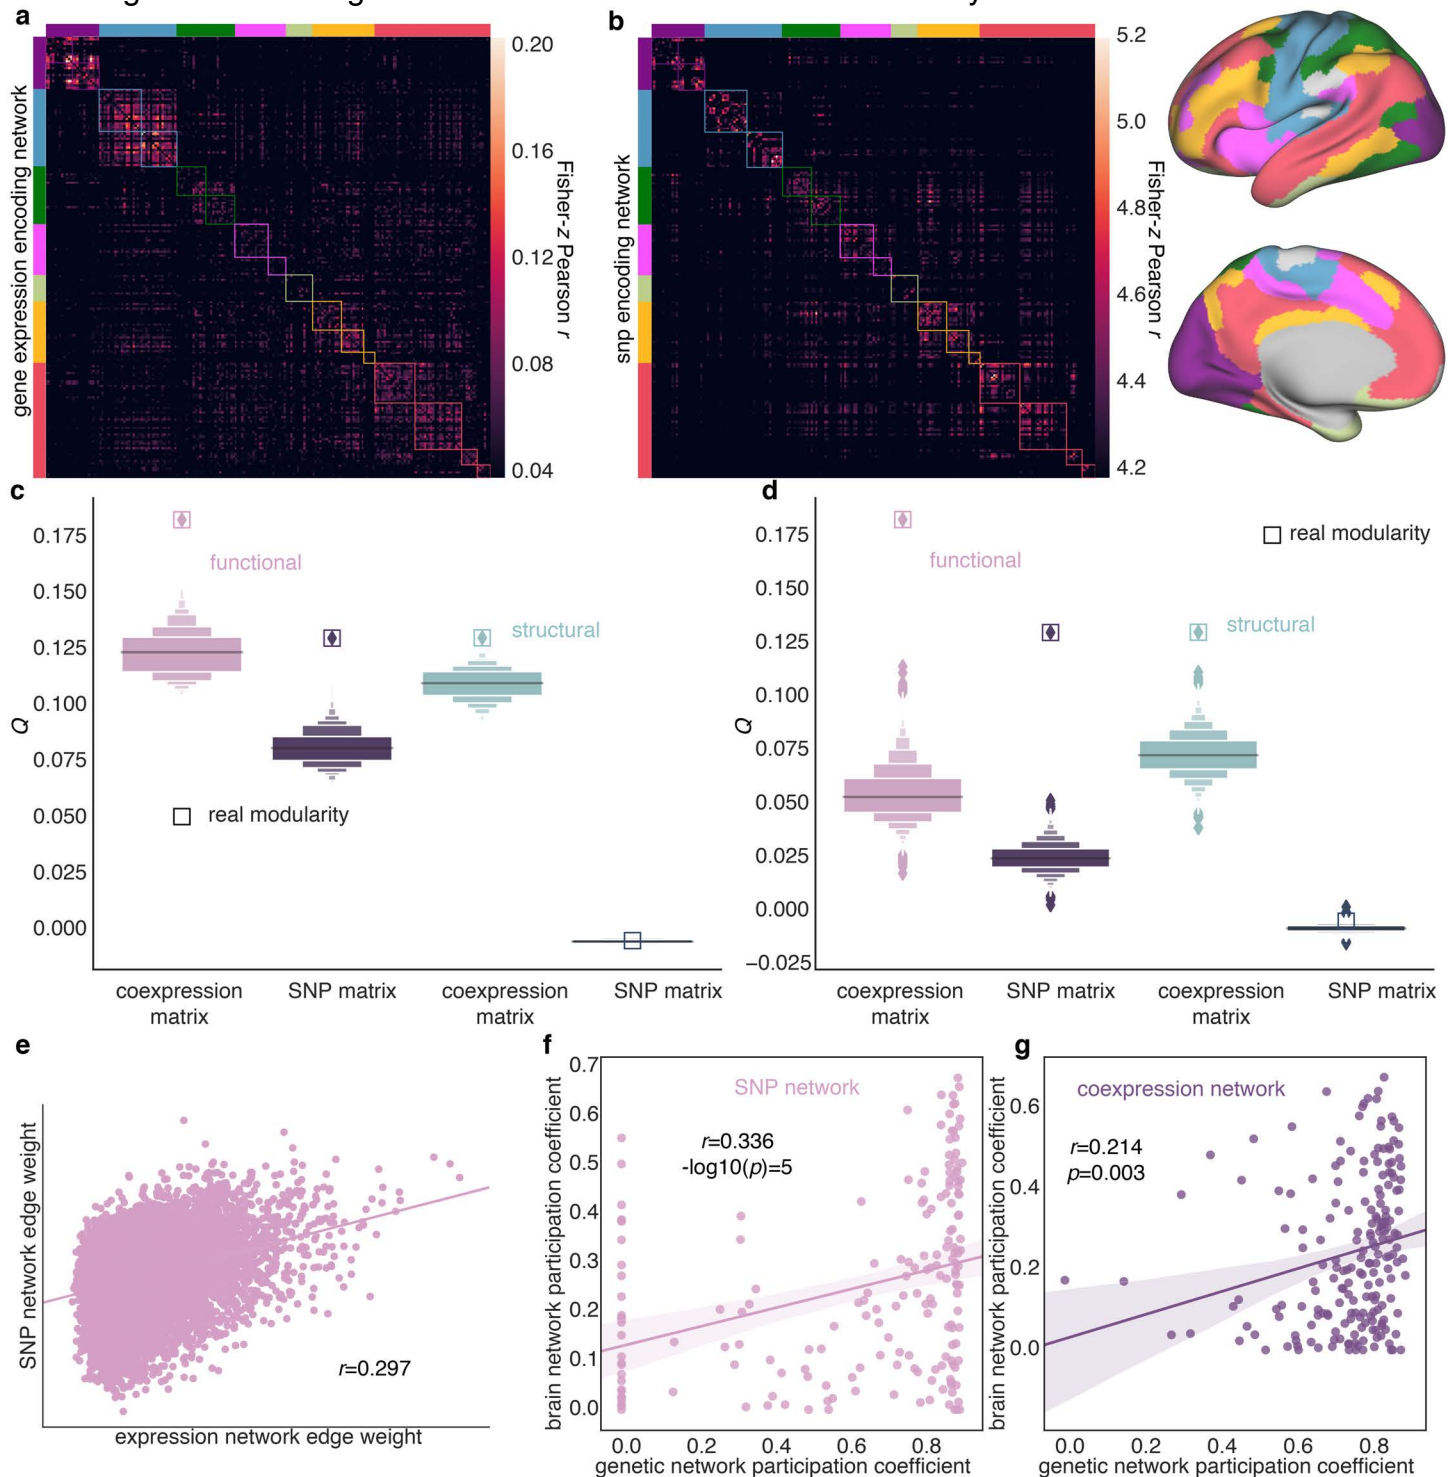 a
gene expression encoding network
0.20
0.16
0.12
0.08
0.04
Fisher-z Pearson r
b
snp encoding network
5.2
5.0
4.8
4.6
4.4
4.2
Fisher-z Pearson r
c
Q
0.175
0.150
0.125
0.100
0.075
0.050
0.025
0.000
functional
structural
real modularity
coexpression
matrix
SNP matrix
coexpression
matrix
SNP matrix
d
Q
0.175
0.150
0.125
0.100
0.075
0.050
0.025
0.000
−0.025
functional
structural
real modularity
coexpression
matrix
SNP matrix
coexpression
matrix
SNP matrix
e
SNP network edge weight
r=0.297
expression network edge weight
f
brain network participation coefficient
0.7
0.6
0.5
0.4
0.3
0.2
0.1
0.0
SNP network
r=0.336
-log10(p)=5
0.0 0.2 0.4 0.6 0.8
genetic network participation coefficient
g
brain network participation coefficient
0.6
0.4
0.2
0.0
coexpression network
r=0.214
p=0.003
0.0 0.2 0.4 0.6 0.8
genetic network participation coefficient